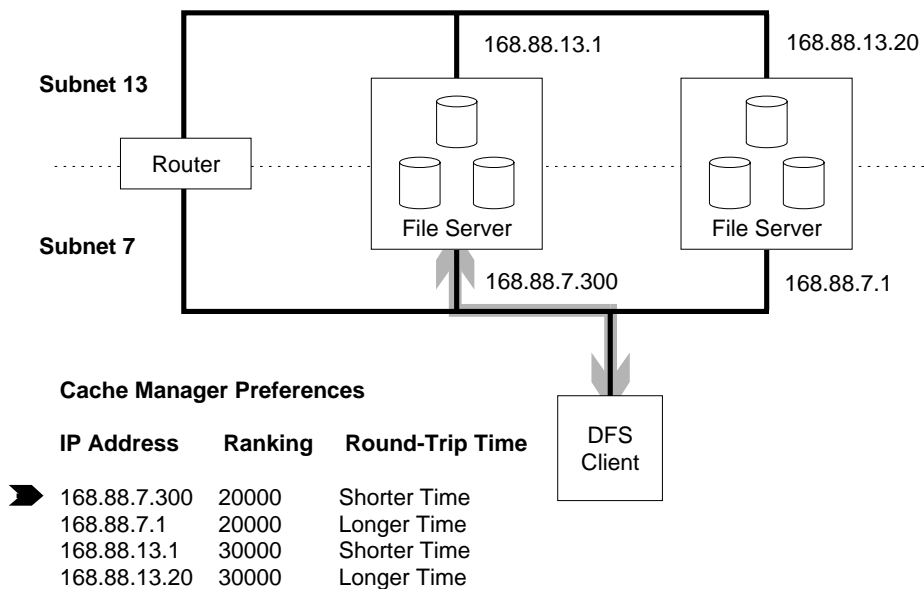 168.88.13.1
168.88.13.20
Subnet 13
Router
File Server
File Server
Subnet 7
168.88.7.300
168.88.7.1
Cache Manager Preferences
IP Address Ranking Round-Trip Time
DFS
Client
168.88.7.300 20000 Shorter Time
168.88.7.1 20000 Longer Time
168.88.13.1 30000 Shorter Time
168.88.13.20 30000 Longer Time